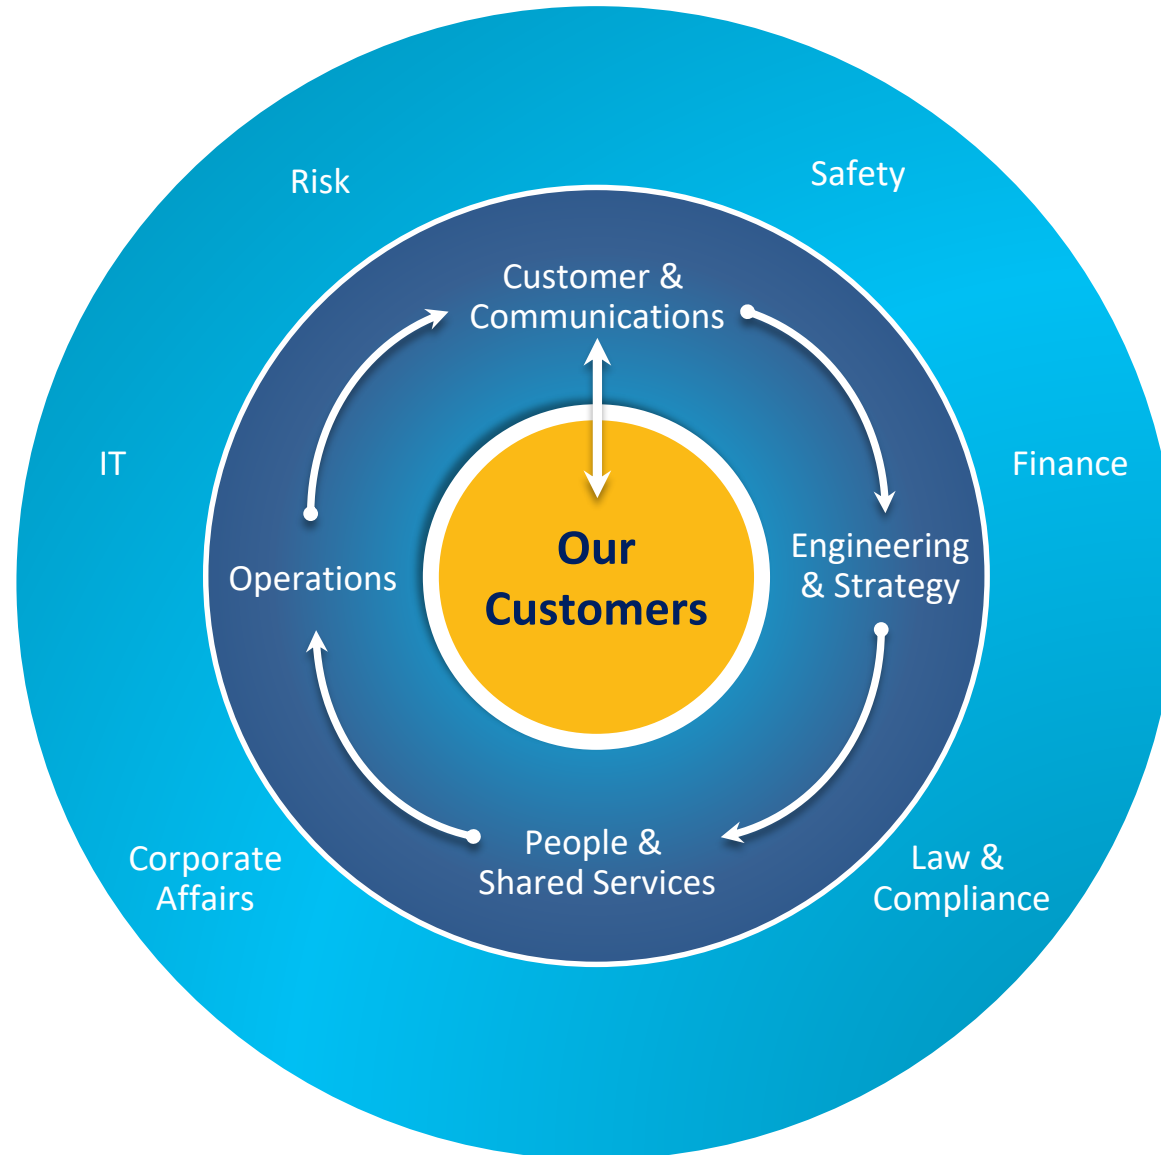 Risk
Safety
Customer &
Communications
IT
Finance
Our
Customers
Operations
Engineering
& Strategy
People &
Shared Services
Corporate
Affairs
Law &
Compliance